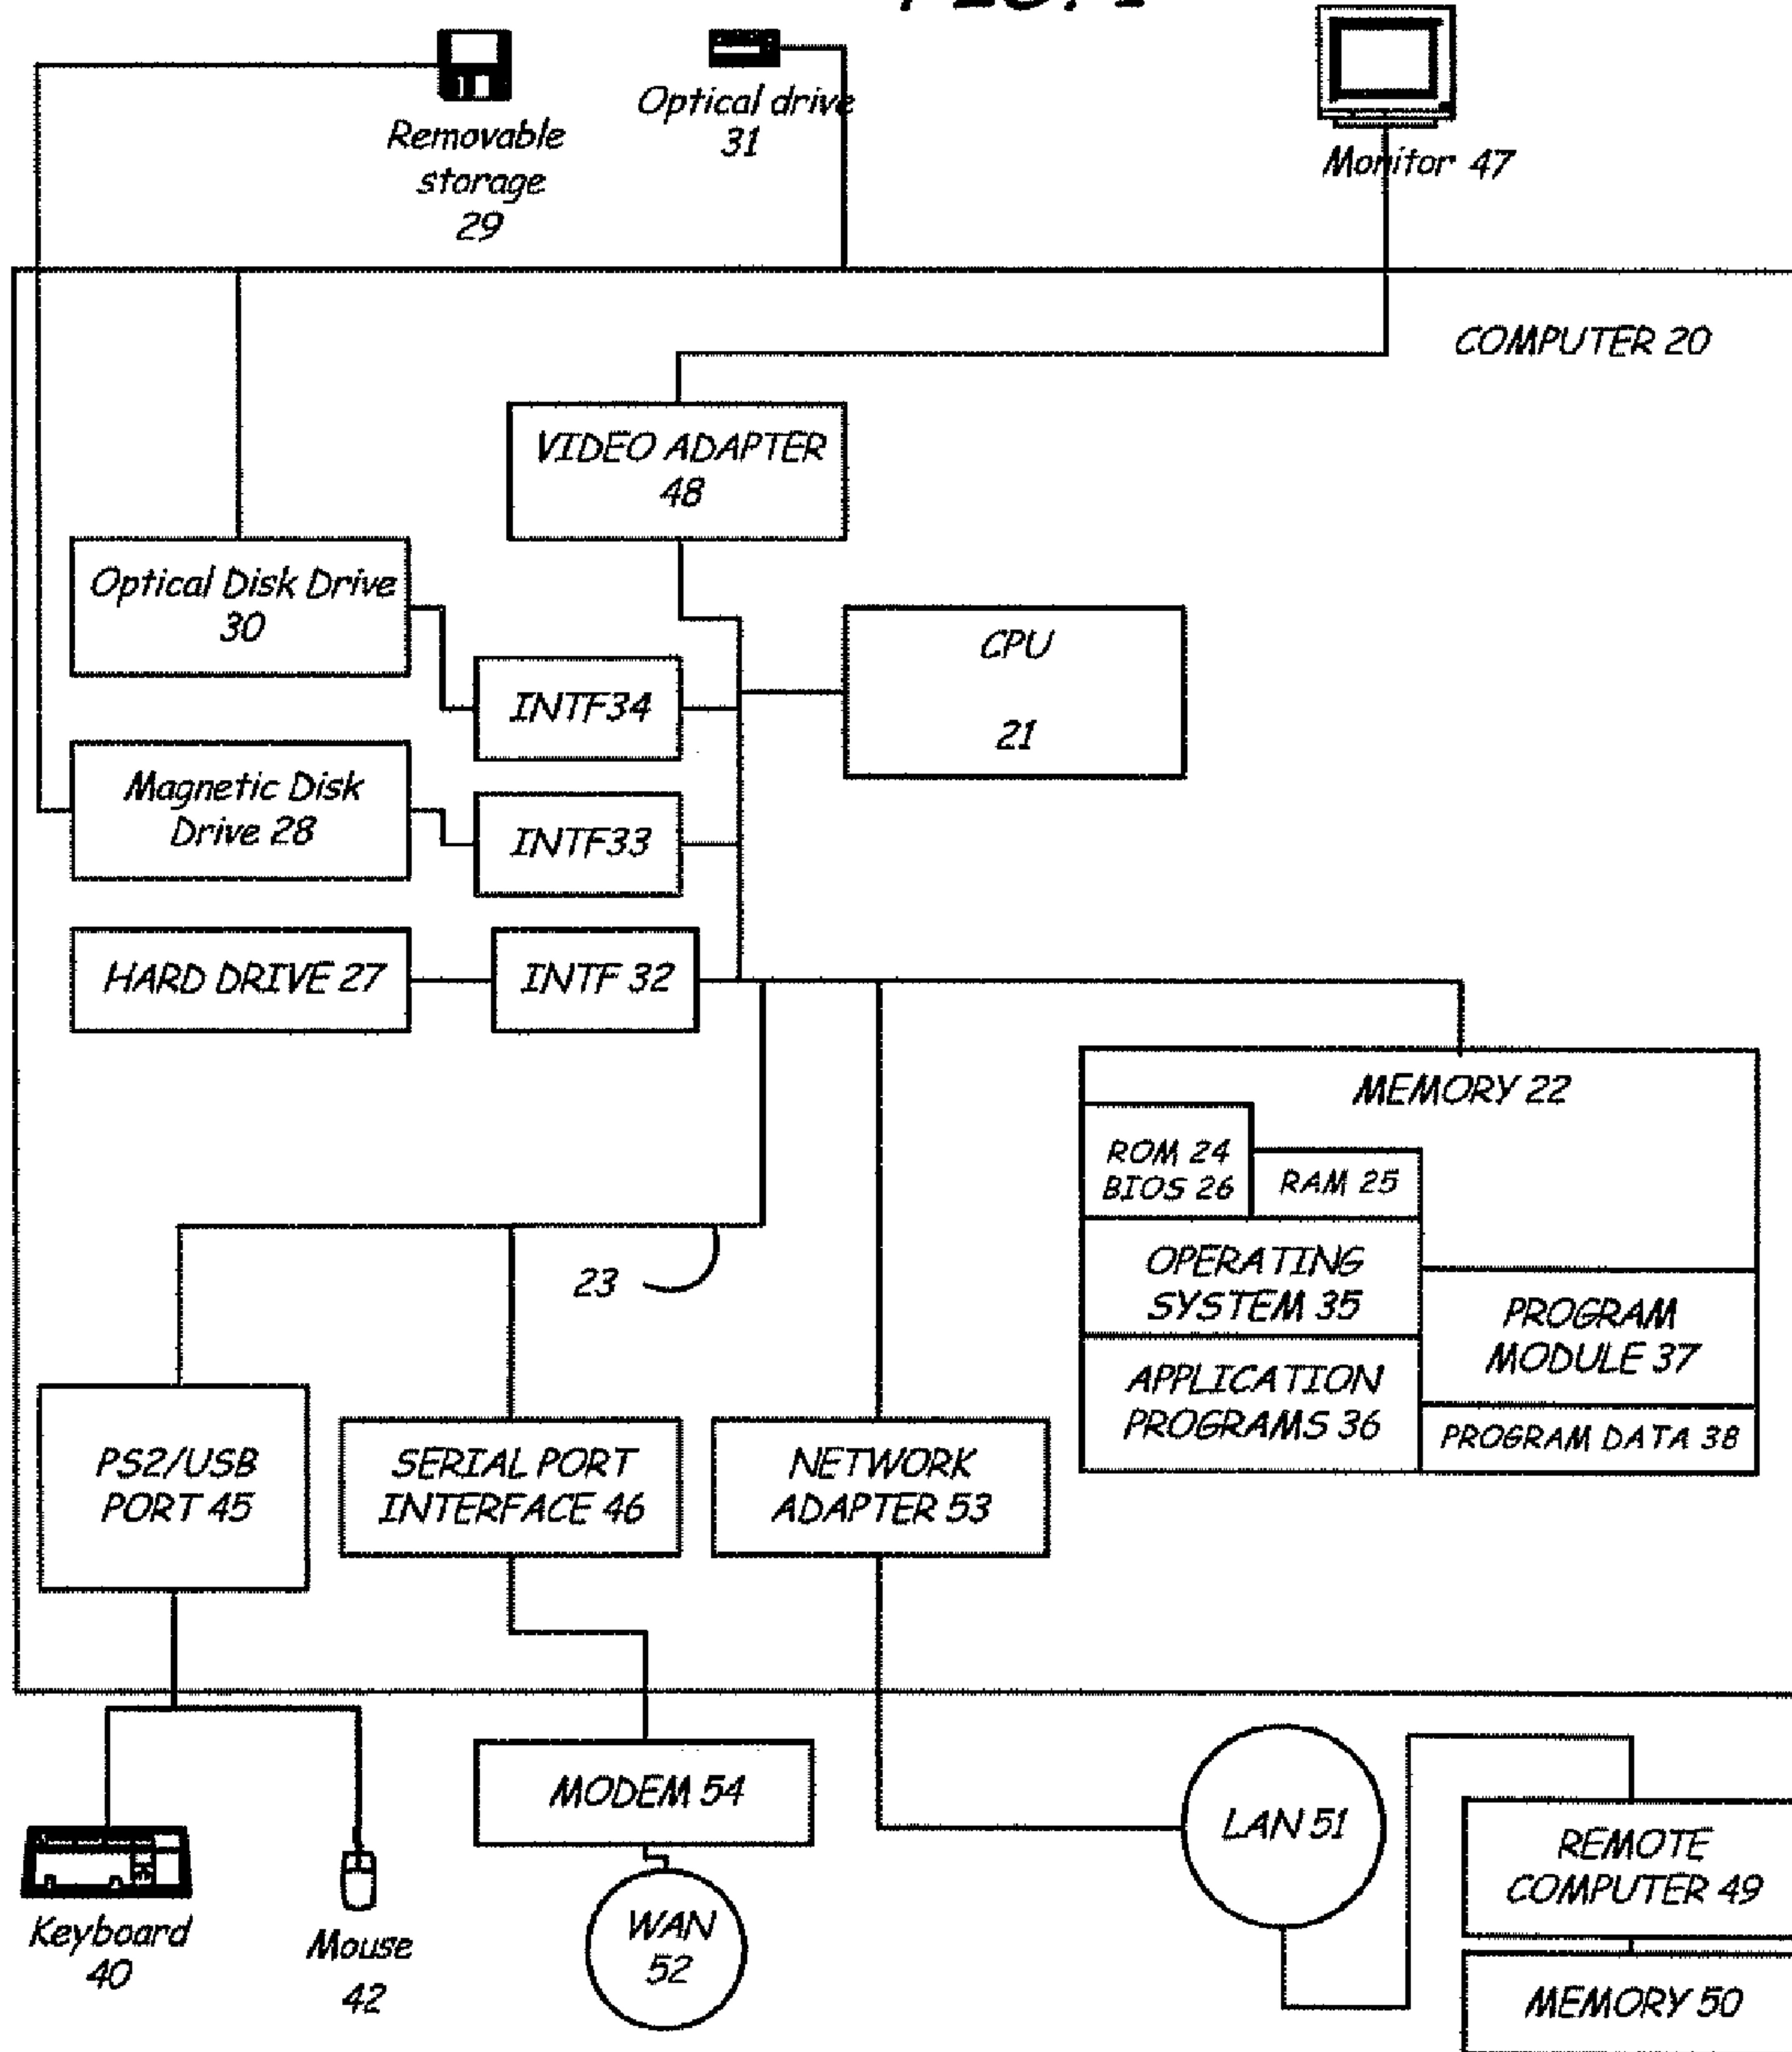 FIG. 1
Removable
storage
29
Optical drive
31
Monitor 47
COMPUTER 20
VIDEO ADAPTER
48
Optical Disk Drive
30
INTF34
CPU
21
Magnetic Disk
Drive 28
INTF33
HARD DRIVE 27
INTF 32
MEMORY 22
ROM 24
BIOS 26
RAM 25
OPERATING
SYSTEM 35
23
PROGRAM
MODULE 37
APPLICATION
PROGRAMS 36
PROGRAM DATA 38
PS2/USB
PORT 45
SERIAL PORT
INTERFACE 46
NETWORK
ADAPTER 53
MODEM 54
LAN 51
REMOTE
COMPUTER 49
Keyboard
40
Mouse
42
WAN
52
MEMORY 50